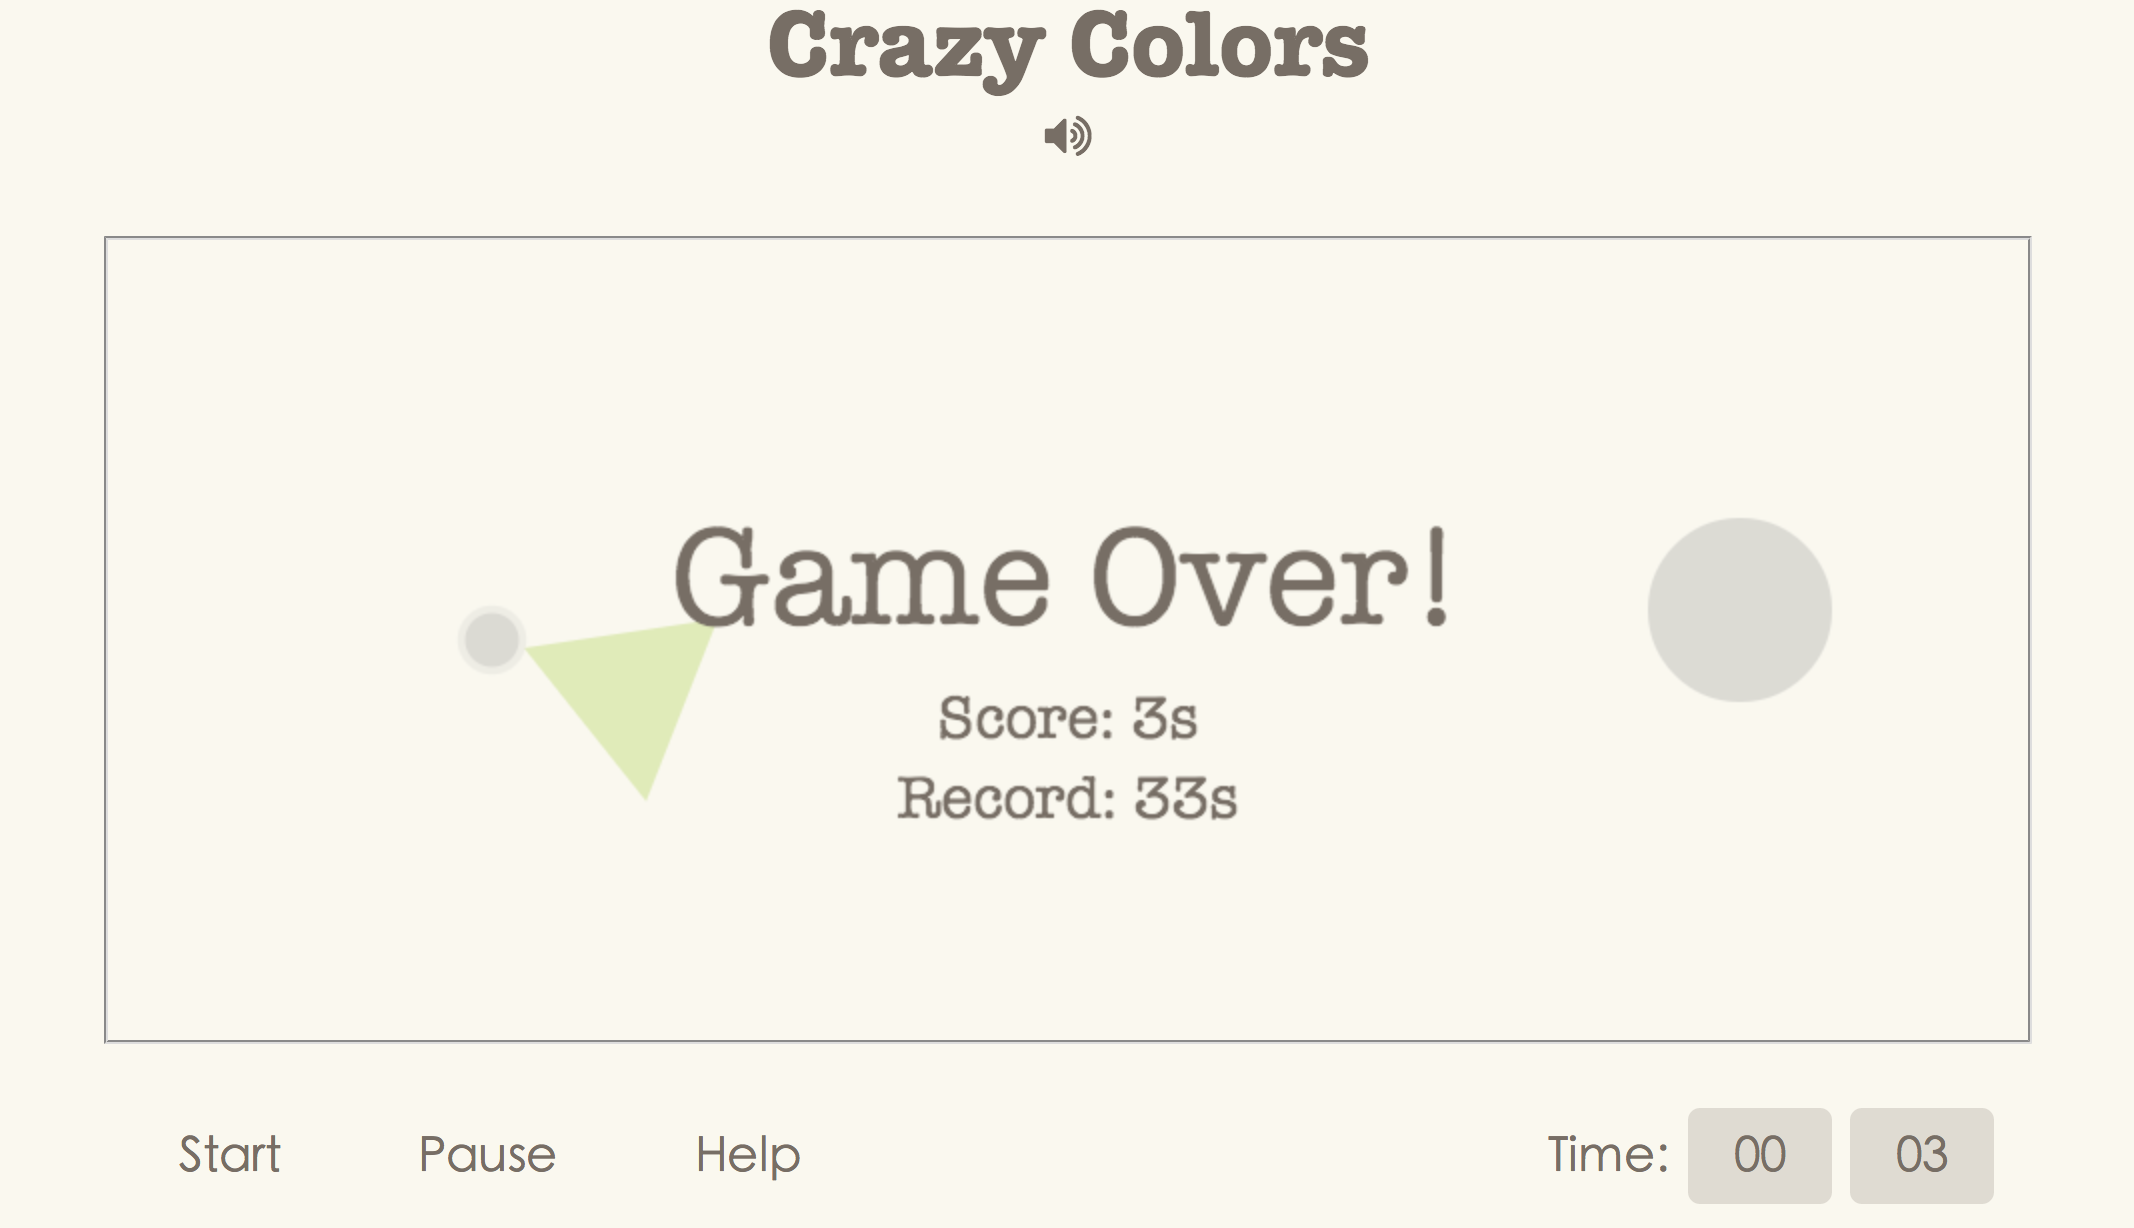 Crazy Colors
Game Over!
Score: 3s
Record: 33s
Start Pause Help Time: 00 03